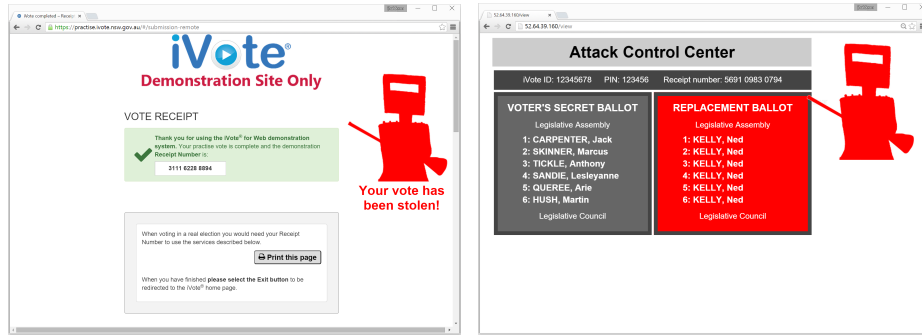 iVote completed – Receipt
https://practise.ivote.nsw.gov.au/#/submission-remote
iVote®
Demonstration Site Only
VOTE RECEIPT
Thank you for using the iVote® for Web demonstration
system. Your practise vote is complete and the demonstration
Receipt Number is:
3111 6228 8894
Your vote has
been stolen!
When voting in a real election you would need your Receipt
Number to use the services described below.
Print this page
When you have finished please select the Exit button to be
redirected to the iVote® home page.
52.64.39.160/view
52.64.39.160/view
Attack Control Center
iVote ID: 12345678 PIN: 123456 Receipt number: 5691 0983 0794
VOTER'S SECRET BALLOT
Legislative Assembly
1: CARPENTER, Jack
2: SKINNER, Marcus
3: TICKLE, Anthony
4: SANDIE, Lesleyanne
5: QUEREE, Arie
6: HUSH, Martin
Legislative Council
REPLACEMENT BALLOT
Legislative Assembly
1: KELLY, Ned
2: KELLY, Ned
3: KELLY, Ned
4: KELLY, Ned
5: KELLY, Ned
6: KELLY, Ned
Legislative Council